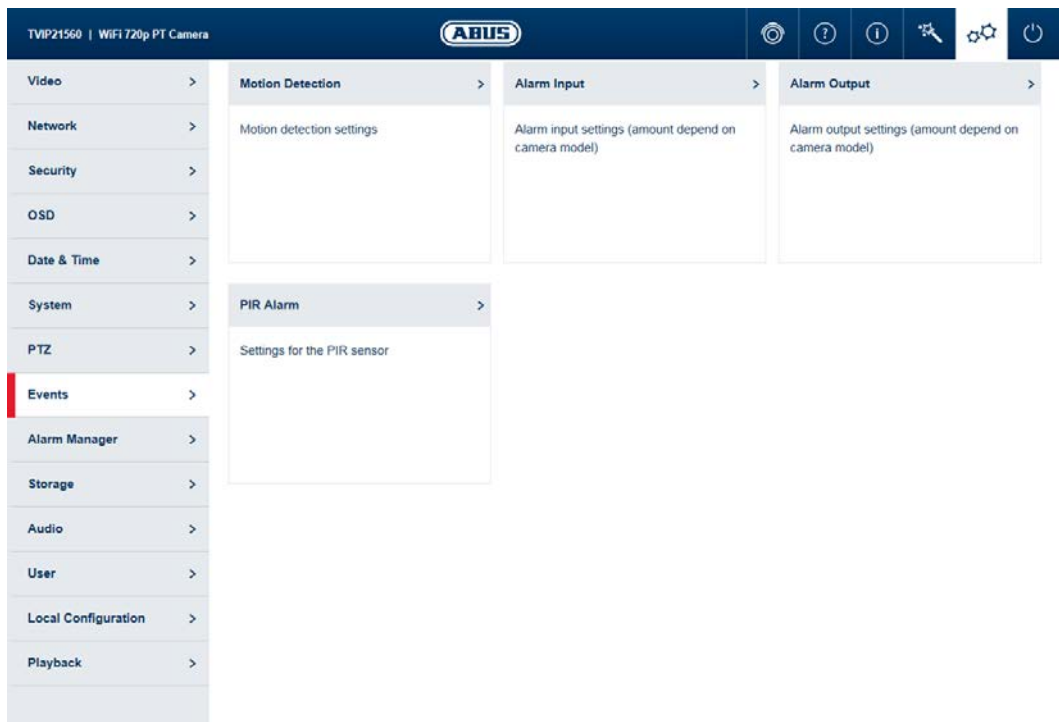 TVIP21560 | WiFi 720p PT Camera
ABUS
Video
Network
Security
OSD
Date & Time
System
PTZ
Events
Alarm Manager
Storage
Audio
User
Local Configuration
Playback
Motion Detection
Motion detection settings
Alarm Input
Alarm input settings (amount depend on
camera model)
Alarm Output
Alarm output settings (amount depend on
camera model)
PIR Alarm
Settings for the PIR sensor